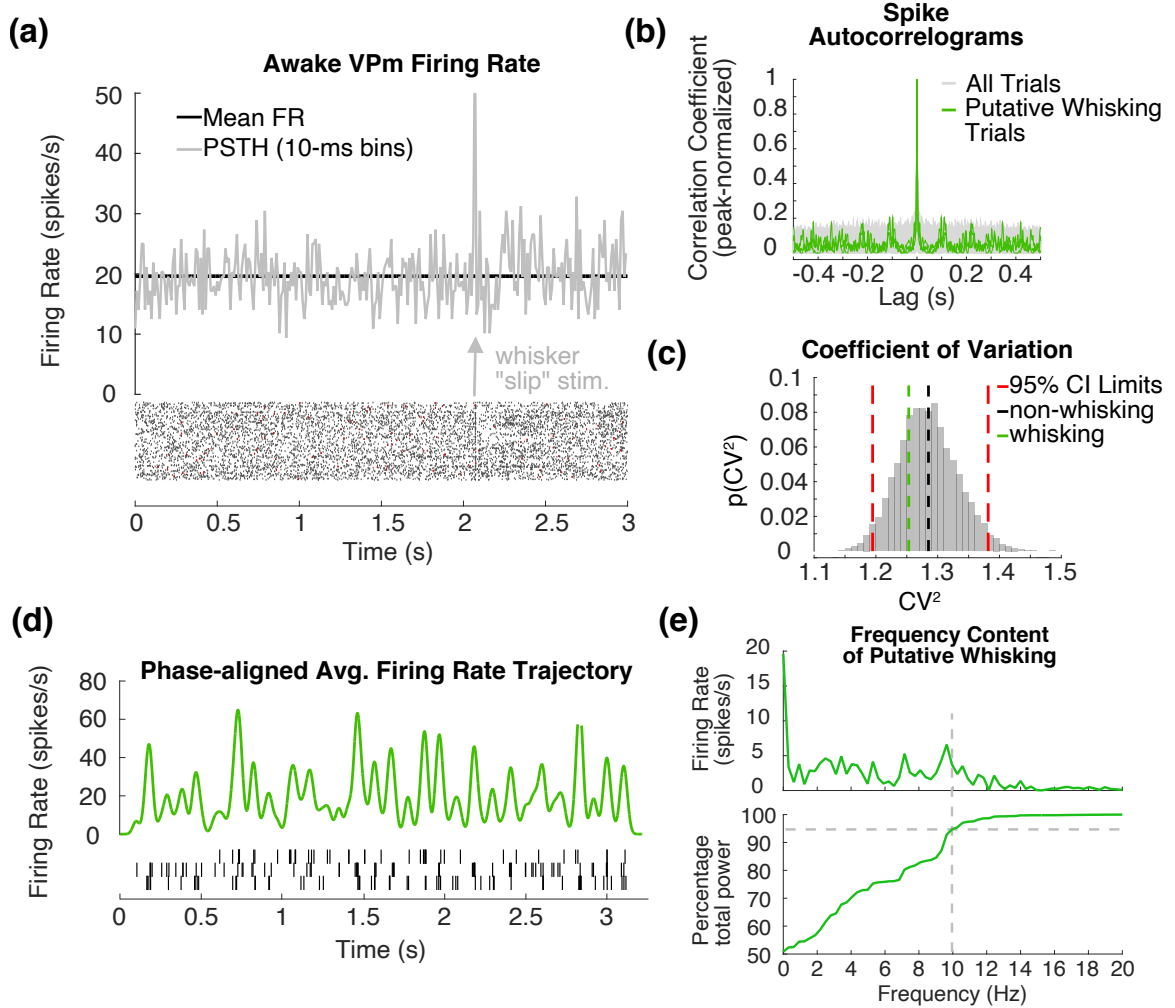 (a)
Awake VPm Firing Rate
Firing Rate (spikes/s)
50
40
30
20
10
0
Mean FR
PSTH (10-ms bins)
whisker
"slip" stim.
0 0.5 1 1.5 2 2.5 3
Time (s)
(b)
Spike
Autocorrelograms
Correlation Coefficient
(peak-normalized)
1
0.8
0.6
0.4
0.2
0
All Trials
Putative Whisking
Trials
-0.4 -0.2 0 0.2 0.4
Lag (s)
(c)
Coefficient of Variation
p(CV²)
0.1
0.08
0.06
0.04
0.02
0
95% CI Limits
non-whisking
whisking
1.1 1.2 1.3 1.4 1.5
CV²
(d)
Phase-aligned Avg. Firing Rate Trajectory
Firing Rate (spikes/s)
80
60
40
20
0
0 0.5 1 1.5 2 2.5 3
Time (s)
(e)
Frequency Content
of Putative Whisking
Firing Rate
(spikes/s)
20
15
10
5
0
Percentage
total power
100
90
80
70
60
50
0 2 4 6 8 10 12 14 16 18 20
Frequency (Hz)